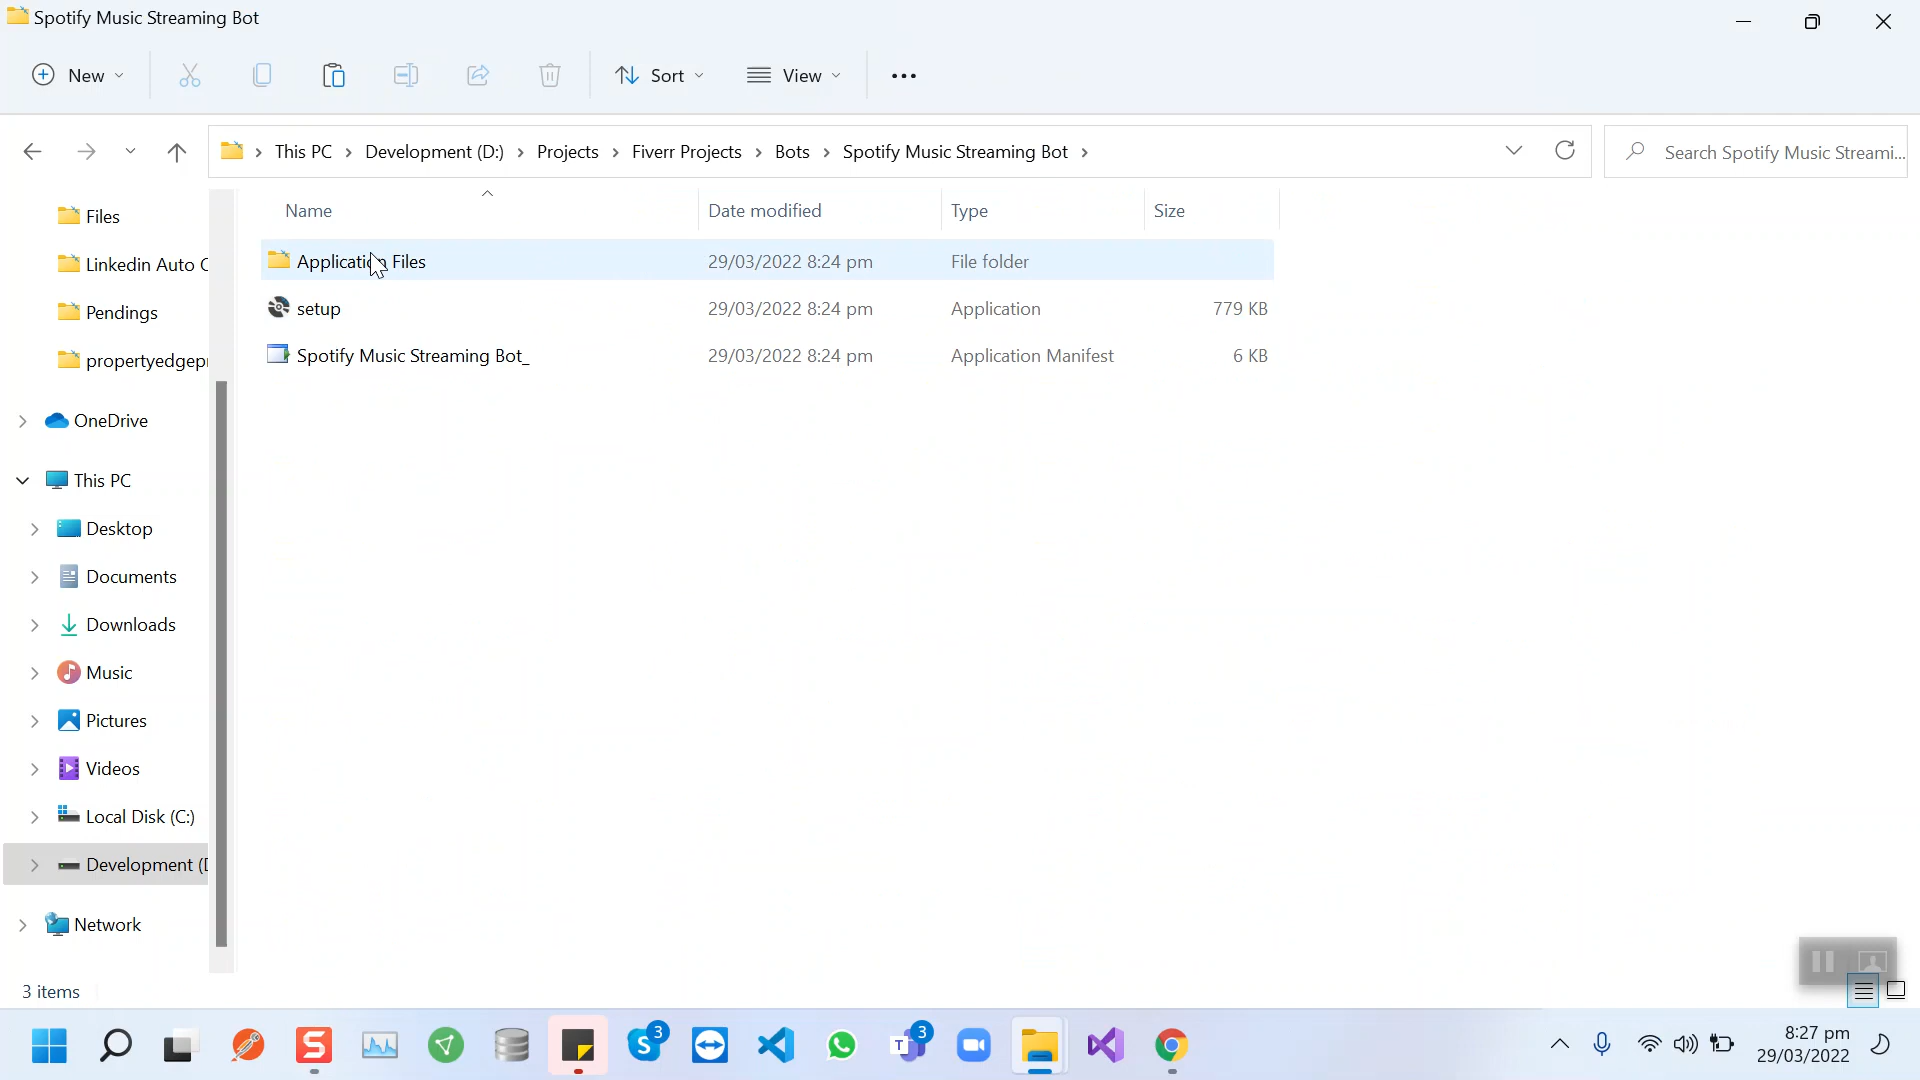 Spotify Music Streaming Bot
New
Sort
View
This PC > Development (D:) > Projects > Fiverr Projects > Bots > Spotify Music Streaming Bot >
Search Spotify Music Streami...
Name
Date modified
Type
Size
Application Files
29/03/2022 8:24 pm
File folder
setup
29/03/2022 8:24 pm
Application
779 KB
Spotify Music Streaming Bot_
29/03/2022 8:24 pm
Application Manifest
6 KB
Files
Linkedin Auto C
Pendings
propertyedgepr
OneDrive
This PC
Desktop
Documents
Downloads
Music
Pictures
Videos
Local Disk (C:)
Development (D
Network
3 items
S
S
3
T
3
8:27 pm
29/03/2022